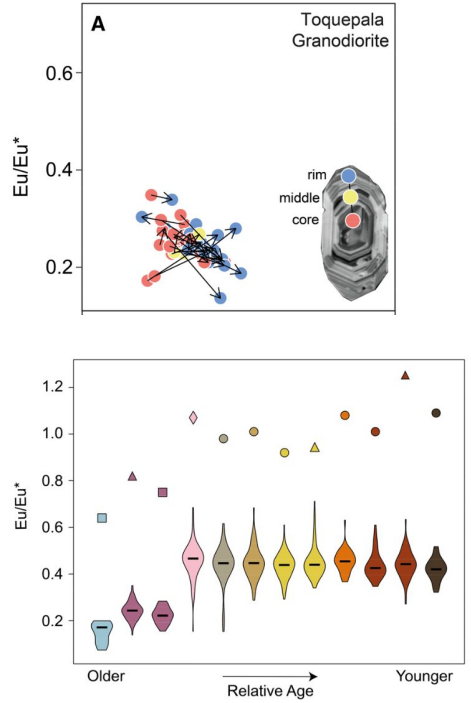 A
Toquepala
Granodiorite
Eu/Eu*
0.6
0.4
0.2
rim
middle
core
Eu/Eu*
1.2
1.0
0.8
0.6
0.4
0.2
Older
Younger
Relative Age